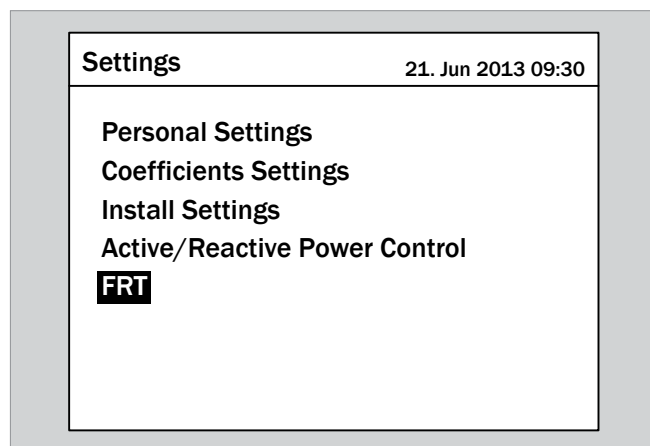 Settings
21. Jun 2013 09:30
Personal Settings
Coefficients Settings
Install Settings
Active/Reactive Power Control
FRT